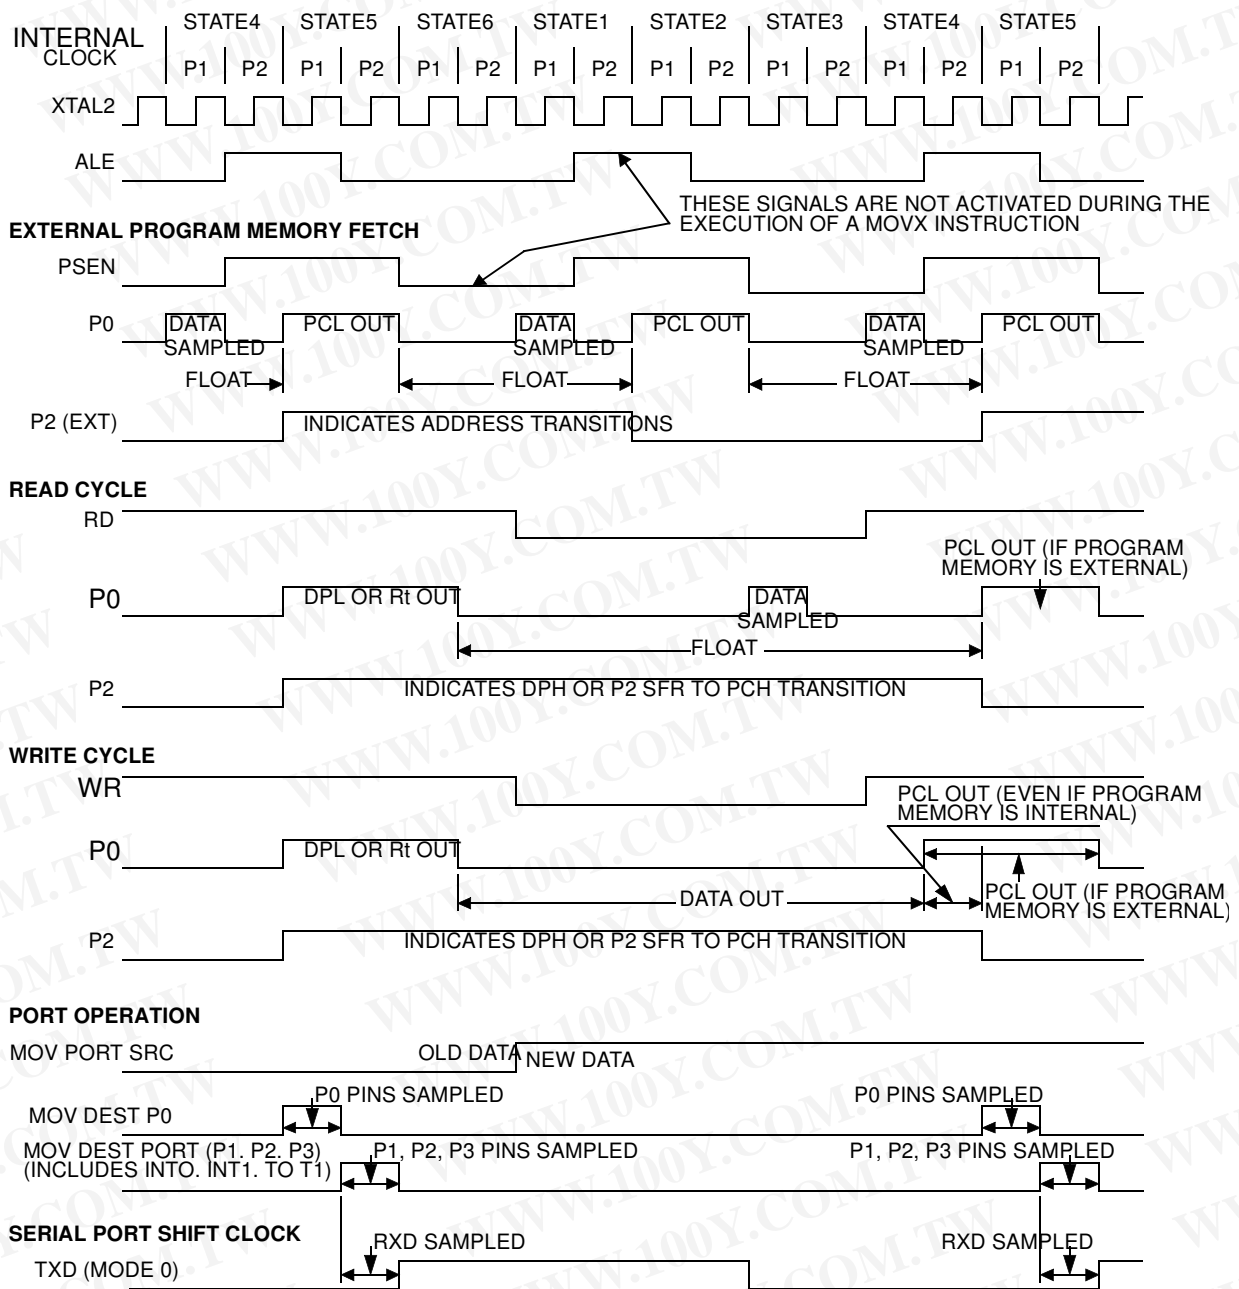 STATE4 STATE5 STATE6 STATE1 STATE2 STATE3 STATE4 STATE5
INTERNAL
CLOCK
P1 P2 P1 P2 P1 P2 P1 P2 P1 P2 P1 P2 P1 P2 P1 P2
XTAL2
ALE
THESE SIGNALS ARE NOT ACTIVATED DURING THE
EXECUTION OF A MOVX INSTRUCTION
EXTERNAL PROGRAM MEMORY FETCH
PSEN
P0 DATA PCL OUT DATA PCL OUT DATA PCL OUT
SAMPLED SAMPLED SAMPLED
FLOAT FLOAT FLOAT
P2 (EXT) INDICATES ADDRESS TRANSITIONS
READ CYCLE
RD
PCL OUT (IF PROGRAM
MEMORY IS EXTERNAL)
P0 DPL OR Rt OUT DATA
SAMPLED
FLOAT
P2 INDICATES DPH OR P2 SFR TO PCH TRANSITION
WRITE CYCLE
WR
PCL OUT (EVEN IF PROGRAM
MEMORY IS INTERNAL)
P0 DPL OR Rt OUT
DATA OUT
PCL OUT (IF PROGRAM
MEMORY IS EXTERNAL)
P2 INDICATES DPH OR P2 SFR TO PCH TRANSITION
PORT OPERATION
MOV PORT SRC OLD DATA NEW DATA
P0 PINS SAMPLED P0 PINS SAMPLED
MOV DEST P0
MOV DEST PORT (P1. P2. P3) P1, P2, P3 PINS SAMPLED P1, P2, P3 PINS SAMPLED
(INCLUDES INTO. INT1. TO T1)
SERIAL PORT SHIFT CLOCK
RXD SAMPLED RXD SAMPLED
TXD (MODE 0)
WWW.100Y.COM.TW